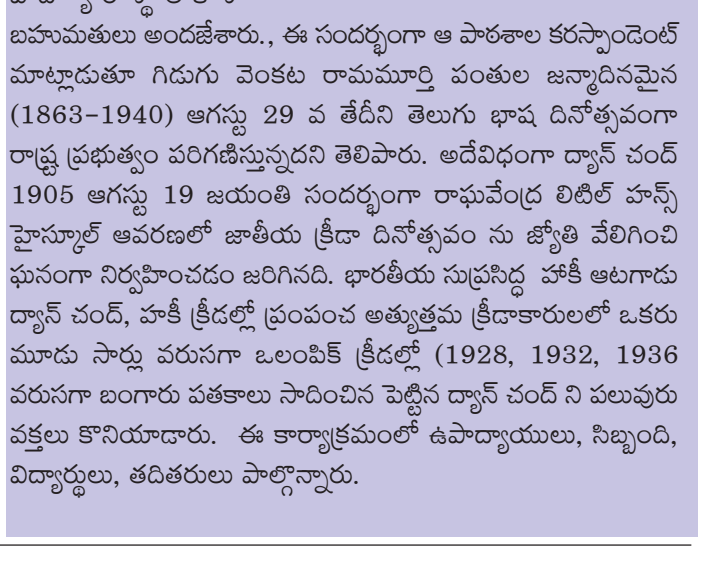 బహుమతులు అందజేశారు., ఈ సందర్భంగా ఆ పాఠశాల కరస్పాండెంట్
మాట్లాడుతూ గిడుగు వెంకట రామమూర్తి పంతుల జన్మాదినమైన
(1863-1940) ఆగస్టు 29 వ తేదీని తెలుగు భాష దినోత్సవంగా
రాష్ట్ర ప్రభుత్వం పరిగణిస్తున్నదని తెలిపారు. అదేవిధంగా ద్యాన్ చంద్
1905 ఆగస్టు 19 జయంతి సందర్భంగా రాఘవేంద్ర లిటిల్ హన్స్
హైస్కూల్ ఆవరణలో జాతీయ క్రీడా దినోత్సవం ను జ్యోతి వేలిగించి
ఘనంగా నిర్వహించడం జరిగినది. భారతీయ సుప్రసిద్ధ హాకీ ఆటగాడు
ద్యాన్ చంద్, హకీ క్రీడల్లో ప్రంపంచ అత్యుత్తమ క్రీడాకారులలో ఒకరు
మూడు సార్లు వరుసగా ఒలంపిక్ క్రీడల్లో (1928, 1932, 1936
వరుసగా బంగారు పతకాలు సాదించిన పెట్టిన ద్యాన్ చంద్ ని పలువురు
వక్తలు కొనియాడారు. ఈ కార్యాక్రమంలో ఉపాద్యాయులు, సిబ్బంది,
విద్యార్థులు, తదితరులు పాల్గొన్నారు.